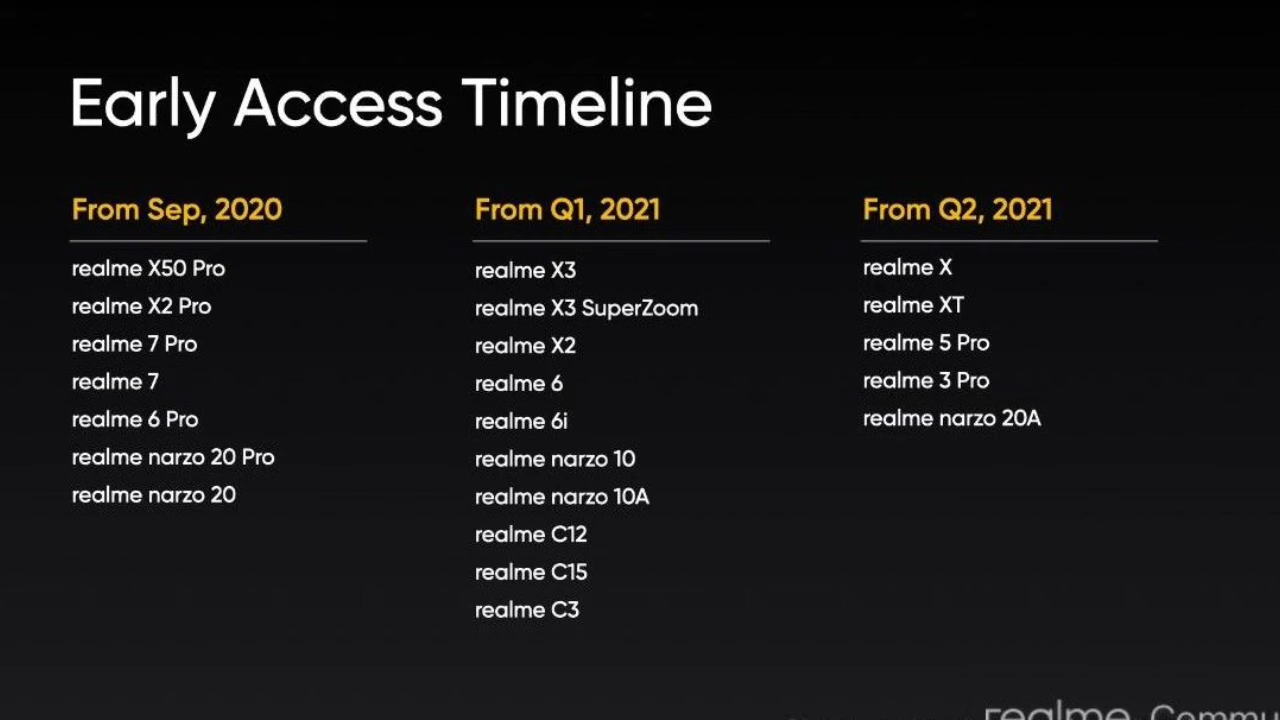 Early Access Timeline
From Sep, 2020
realme X50 Pro
realme X2 Pro
realme 7 Pro
realme 7
realme 6 Pro
realme narzo 20 Pro
realme narzo 20
From Q1, 2021
realme X3
realme X3 SuperZoom
realme X2
realme 6
realme 6i
realme narzo 10
realme narzo 10A
realme C12
realme C15
realme C3
From Q2, 2021
realme X
realme XT
realme 5 Pro
realme 3 Pro
realme narzo 20A
realme